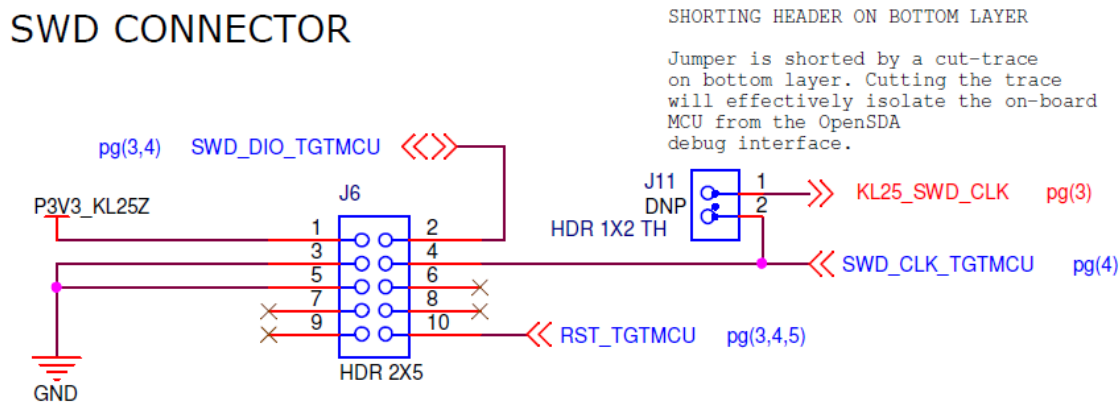 SWD CONNECTOR
SHORTING HEADER ON BOTTOM LAYER
Jumper is shorted by a cut-trace
on bottom layer. Cutting the trace
will effectively isolate the on-board
MCU from the OpenSDA
debug interface.
pg(3,4) SWD_DIO_TGTMCU
J11
DNP
HDR 1X2 TH
1
2
KL25_SWD_CLK pg(3)
P3V3_KL25Z
J6
1 2
3 4
5 6
7 8
9 10
SWD_CLK_TGTMCU pg(4)
RST_TGTMCU pg(3,4,5)
HDR 2X5
GND